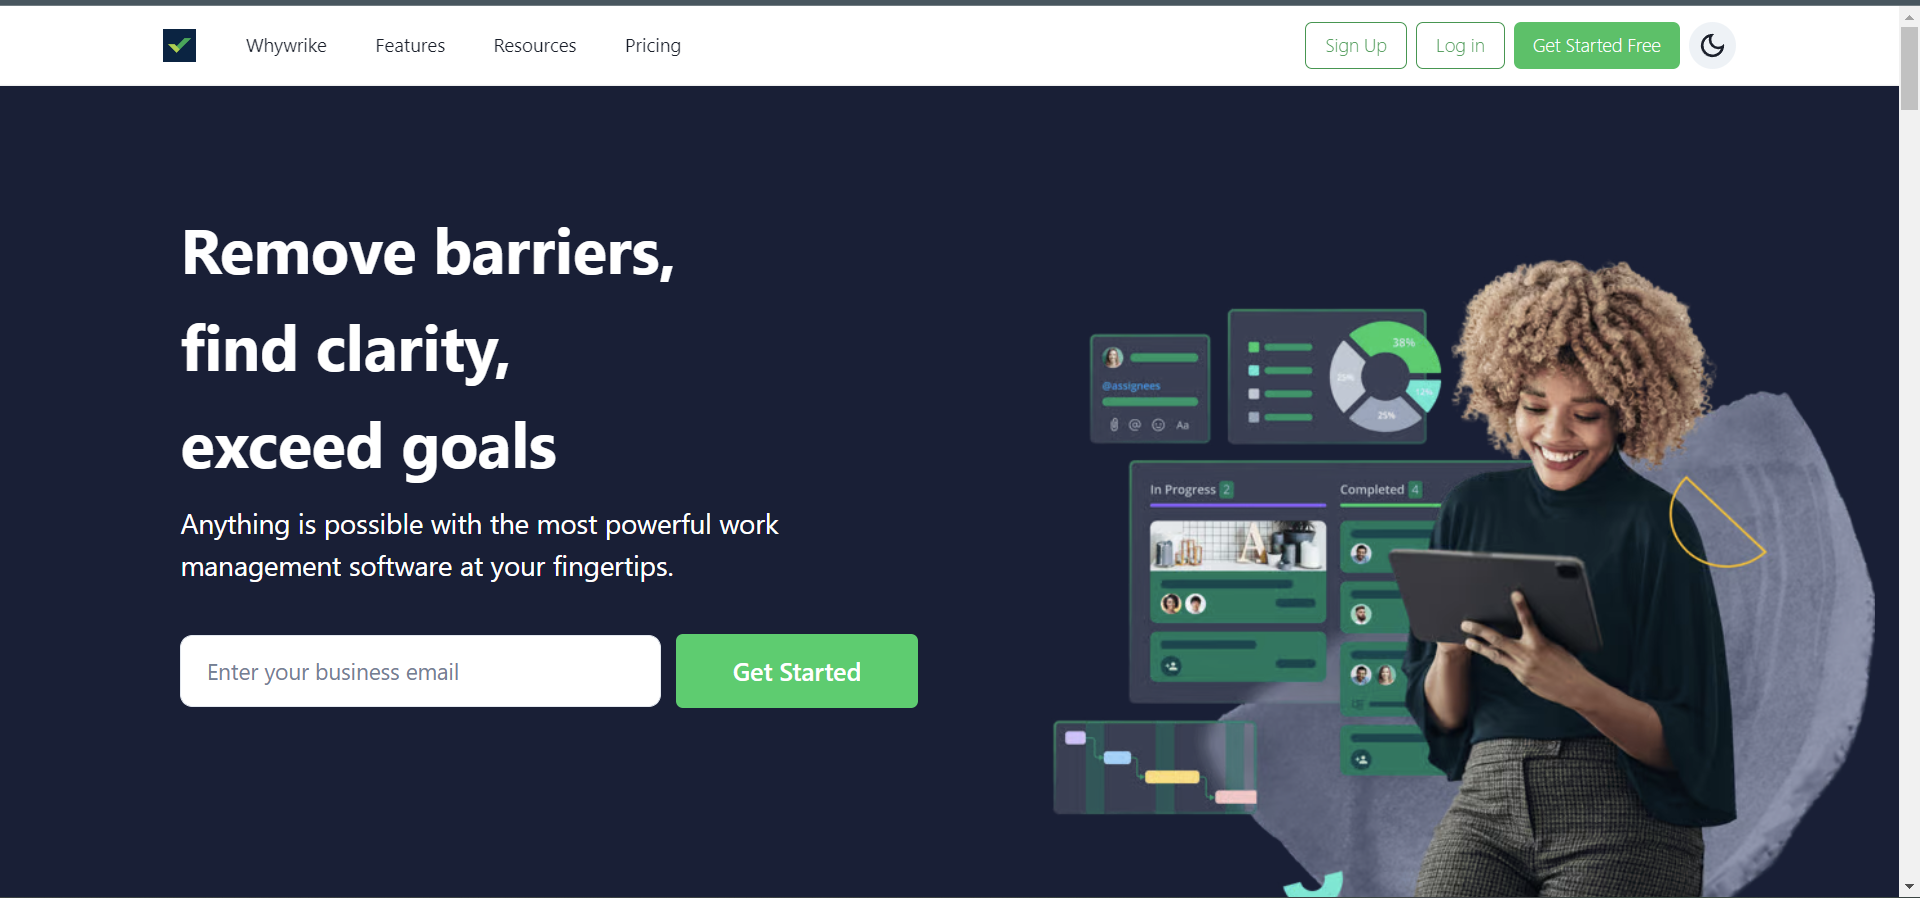 Whywrike Features Resources Pricing Sign Up Log in Get Started Free
Remove barriers,
find clarity,
exceed goals
Anything is possible with the most powerful work
management software at your fingertips.
Enter your business email
Get Started
@assignees
@ Aa
38%
25%
12%
25%
In Progress 2
Completed 4
A